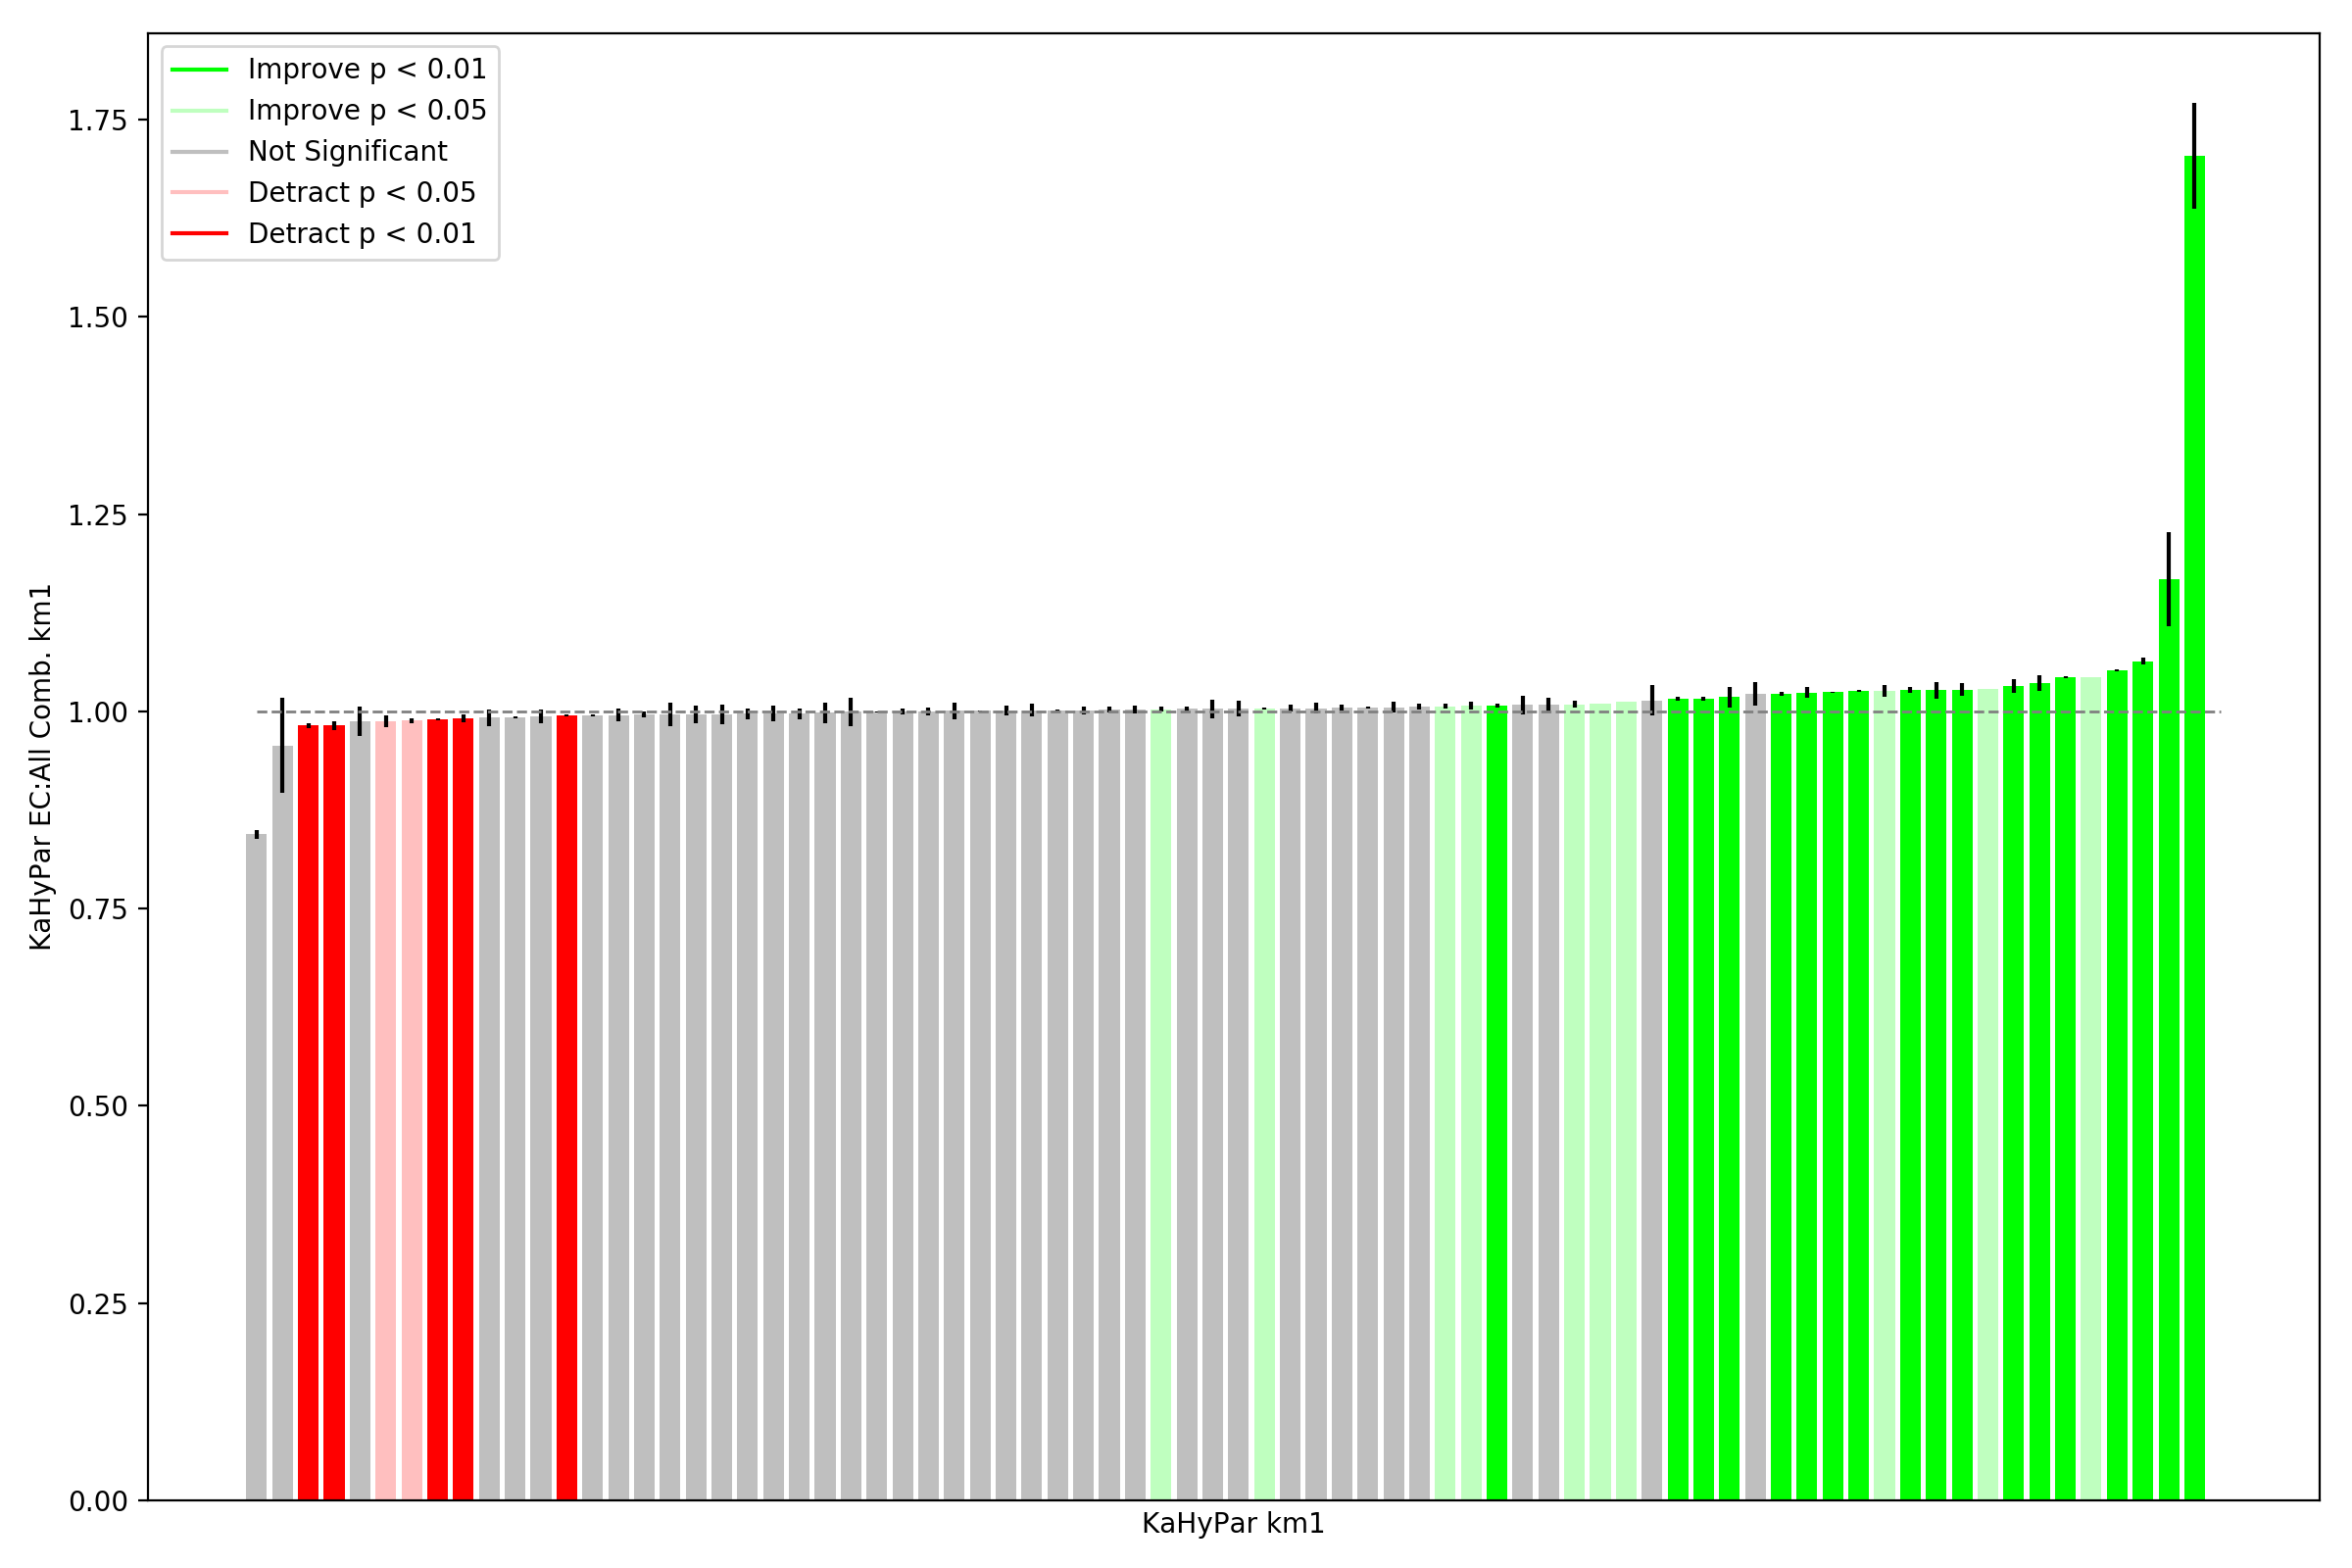 Improve p < 0.01
Improve p < 0.05
Not Significant
Detract p < 0.05
Detract p < 0.01
1.75
1.50
1.25
1.00
0.75
0.50
0.25
0.00
KaHyPar EC:All Comb. km1
KaHyPar km1